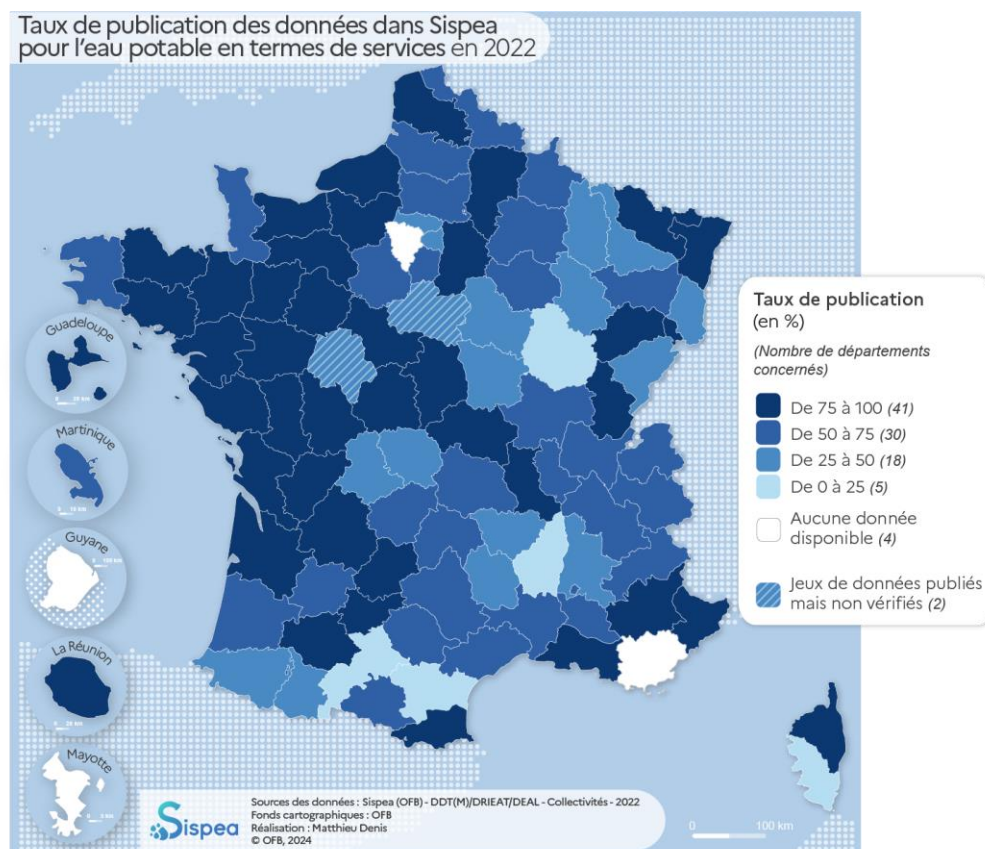 Taux de publication des données dans Sispea
pour l'eau potable en termes de services en 2022
Guadeloupe
Martinique
Guyane
La Réunion
Mayotte
Taux de publication
(en %)
(Nombre de départements
concernés)
De 75 à 100 (41)
De 50 à 75 (30)
De 25 à 50 (18)
De 0 à 25 (5)
Aucune donnée
disponible (4)
Jeux de données publiés
mais non vérifiés (2)
Sispea
Sources des données : Sispea (OFB) - DDT(M)/DRIEAT/DEAL - Collectivités - 2022
Fonds cartographiques : OFB
Réalisation : Matthieu Denis
© OFB, 2024
0 100 km